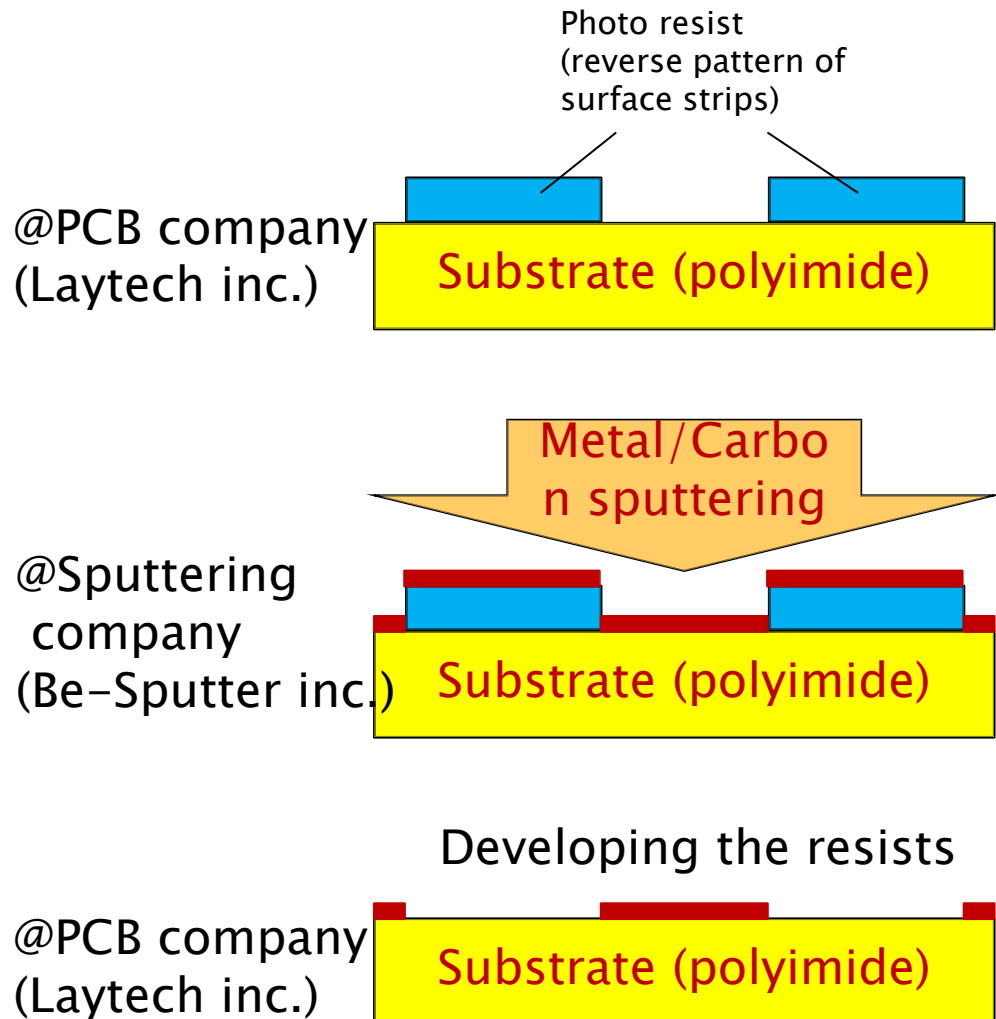 Photo resist
(reverse pattern of
surface strips)
@PCB company
(Laytech inc.)
Substrate (polyimide)
Metal/Carbo
n sputtering
@Sputtering
company
(Be-Sputter inc.)
Substrate (polyimide)
Developing the resists
@PCB company
(Laytech inc.)
Substrate (polyimide)